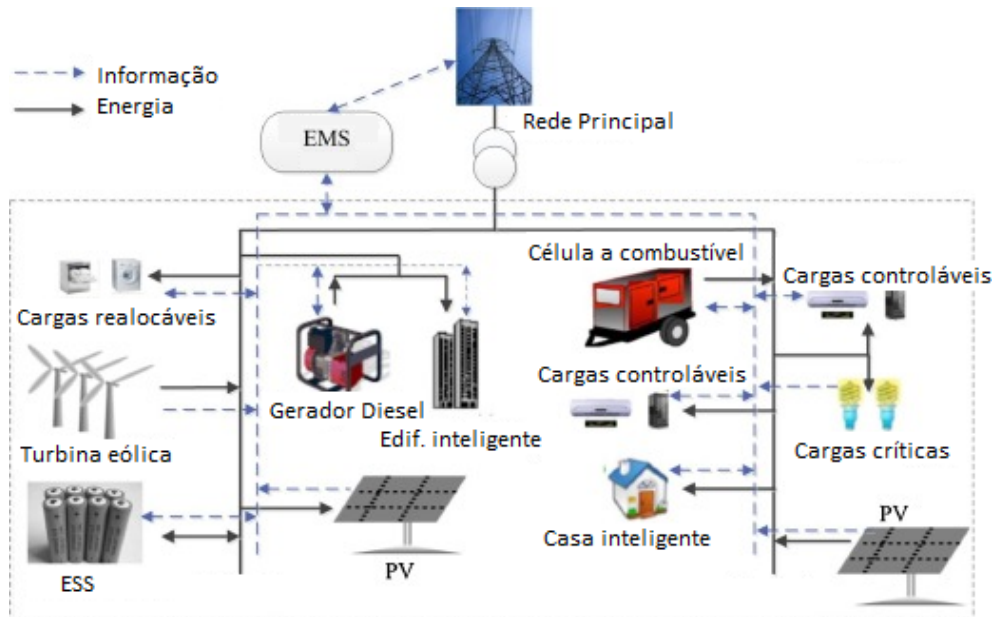 Informação
Energia
EMS
Rede Principal
Célula a combustível
Cargas controláveis
Cargas realocáveis
Cargas controláveis
Gerador Diesel
Edif. inteligente
Turbina eólica
Cargas críticas
Casa inteligente
PV
PV
ESS